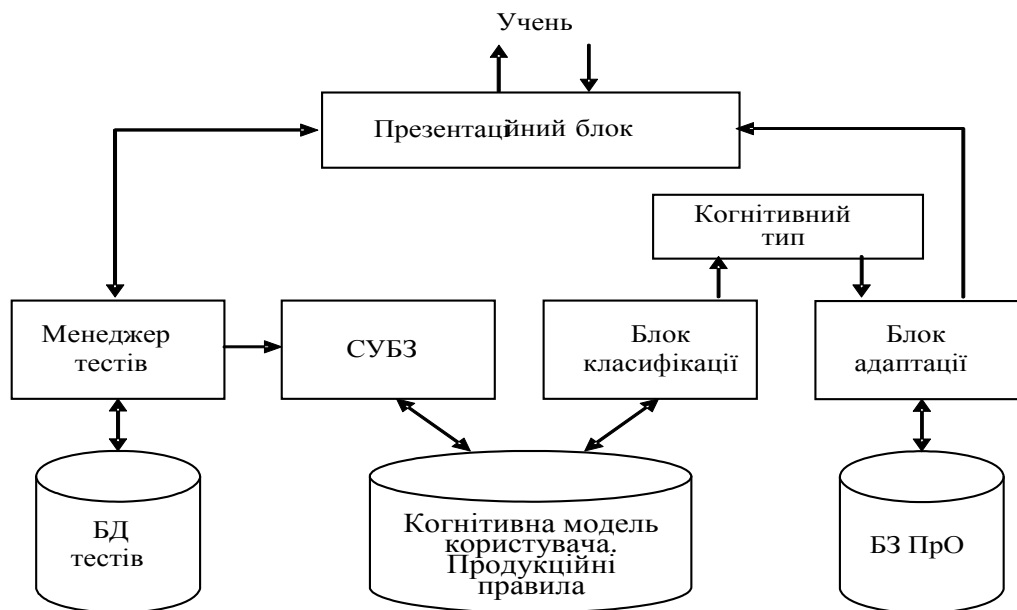 Учень
Презентаційний блок
Когнітивний
тип
Менеджер
тестів
СУБЗ
Блок
класифікації
Блок
адаптації
БД
тестів
Когнітивна модель
користувача.
Продукційні
правила
БЗ ПрО